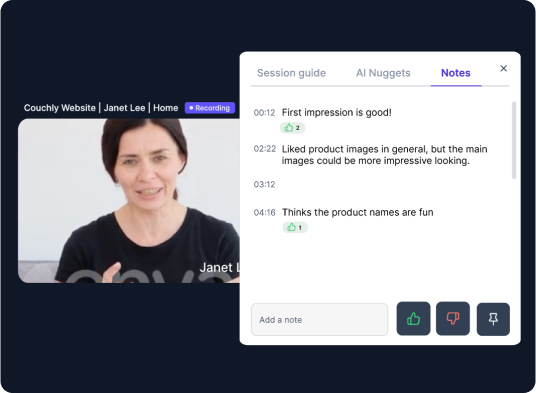 Couchly Website | Janet Lee | Home
Recording
Session guide
AI Nuggets
Notes
00:12 First impression is good!
2
02:22 Liked product images in general, but the main
images could be more impressive looking.
03:12
04:16 Thinks the product names are fun
1
Janet L
Add a note